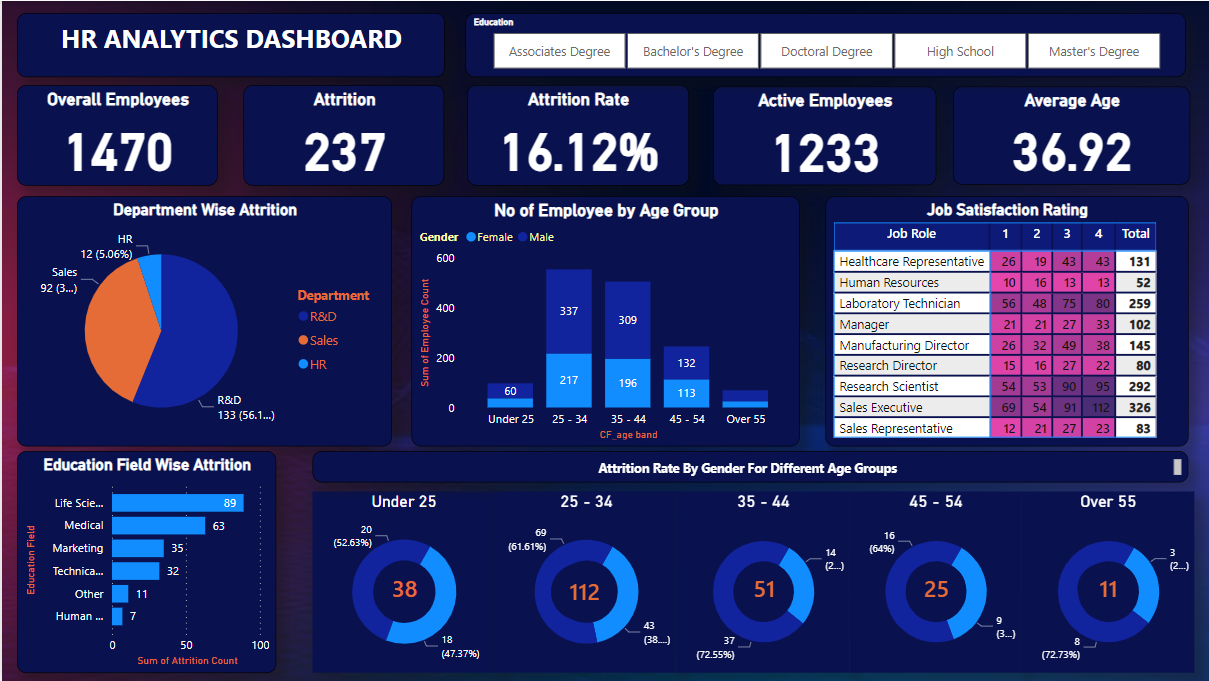 HR ANALYTICS DASHBOARD
Education
Associates Degree
Bachelor's Degree
Doctoral Degree
High School
Master's Degree
Overall Employees
1470
Attrition
237
Attrition Rate
16.12%
Active Employees
1233
Average Age
36.92
Department Wise Attrition
HR
12 (5.06%)
Sales
92 (3...)
R&D
133 (56.1...)
Department
R&D
Sales
HR
No of Employee by Age Group
Gender Female Male
Sum of Employee Count
600
400
200
0
60
337
217
309
196
132
113
Under 25 25 - 34 35 - 44 45 - 54 Over 55
CF_age band
Job Satisfaction Rating
Job Role 1 2 3 4 Total
Healthcare Representative 26 19 43 43 131
Human Resources 10 16 13 13 52
Laboratory Technician 56 48 75 80 259
Manager 21 21 27 33 102
Manufacturing Director 26 32 49 38 145
Research Director 15 16 27 22 80
Research Scientist 54 53 90 95 292
Sales Executive 69 54 91 112 326
Sales Representative 12 21 27 23 83
Education Field Wise Attrition
Education Field
Life Scie... 89
Medical 63
Marketing 35
Technica... 32
Other 11
Human ... 7
0 50 100
Sum of Attrition Count
Attrition Rate By Gender For Different Age Groups
Under 25
20
(52.63%)
38
18
(47.37%)
25 - 34
69
(61.61%)
112
43
(38....)
35 - 44
14
(2...)
51
37
(72.55%)
45 - 54
16
(64%)
25
9
(3...)
Over 55
3
(2...)
11
8
(72.73%)